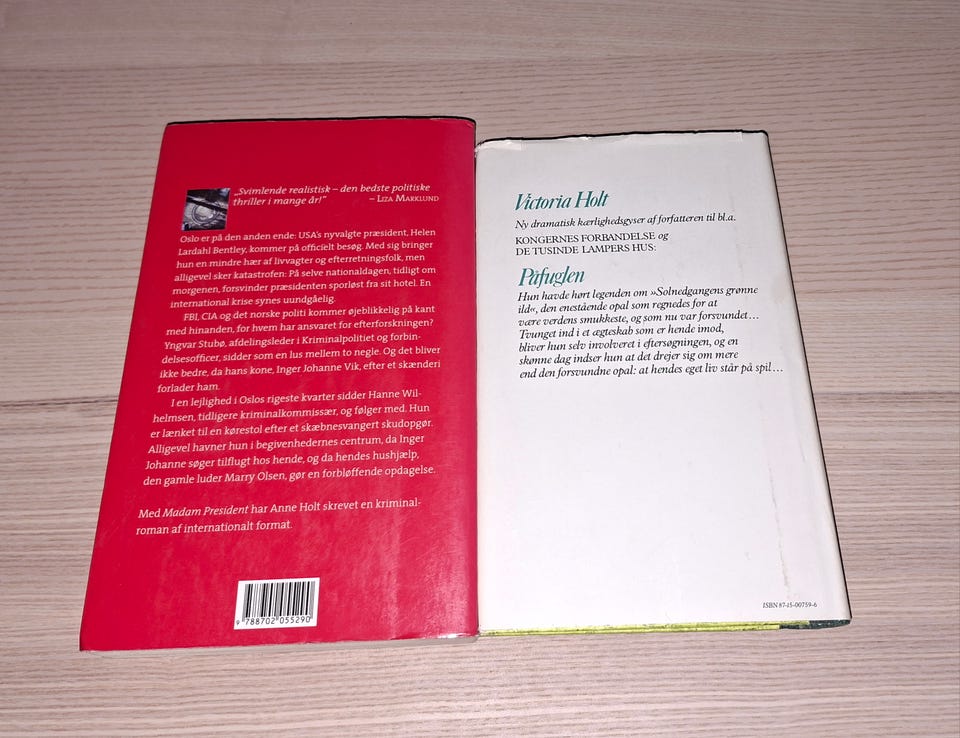 „Svimlende realistisk – den bedste politiske
thriller i mange år!”
– LIZA MARKLUND
Oslo er på den anden ende: USA's nyvalgte præsident, Helen
Lardahl Bentley, kommer på officielt besøg. Med sig bringer
hun en mindre hær af livvagter og efterretningsfolk, men
alligevel sker katastrofen: På selve nationaldagen, tidligt om
morgenen, forsvinder præsidenten sporløst fra sit hotel. En
international krise synes uundgåelig.
FBI, CIA og det norske politi kommer øjeblikkelig på kant
med hinanden, for hvem har ansvaret for efterforskningen?
Yngvar Stubø, afdelingsleder i Kriminalpolitiet og forbin-
delsesofficer, sidder som en lus mellem to negle. Og det bliver
ikke bedre, da hans kone, Inger Johanne Vik, efter et skænderi
forlader ham.
I en lejlighed i Oslos rigeste kvarter sidder Hanne Wil-
helmsen, tidligere kriminalkommissær, og følger med. Hun
er lænket til en kørestol efter et skæbnesvangert skudopgør.
Alligevel havner hun i begivenhedernes centrum, da Inger
Johanne søger tilflugt hos hende, og da hendes hushjælp,
den gamle luder Marry Olsen, gør en forbløffende opdagelse.
Med Madam President har Anne Holt skrevet en kriminal-
roman af internationalt format.
9 788702 055290
Victoria Holt
Ny dramatisk kærlighedsgyser af forfatteren til bl.a.
KONGERNES FORBANDELSE og
DE TUSINDE LAMPERS HUS:
Påfuglen
Hun havde hørt legenden om »Solnedgangens grønne
ild«, den enestående opal som regnedes for at
være verdens smukkeste, og som nu var forsvundet...
Tvunget ind i et ægteskab som er hende imod,
bliver hun selv involveret i eftersøgningen, og en
skønne dag indser hun at det drejer sig om mere
end den forsvundne opal: at hendes eget liv står på spil...
ISBN 87-15-00759-6